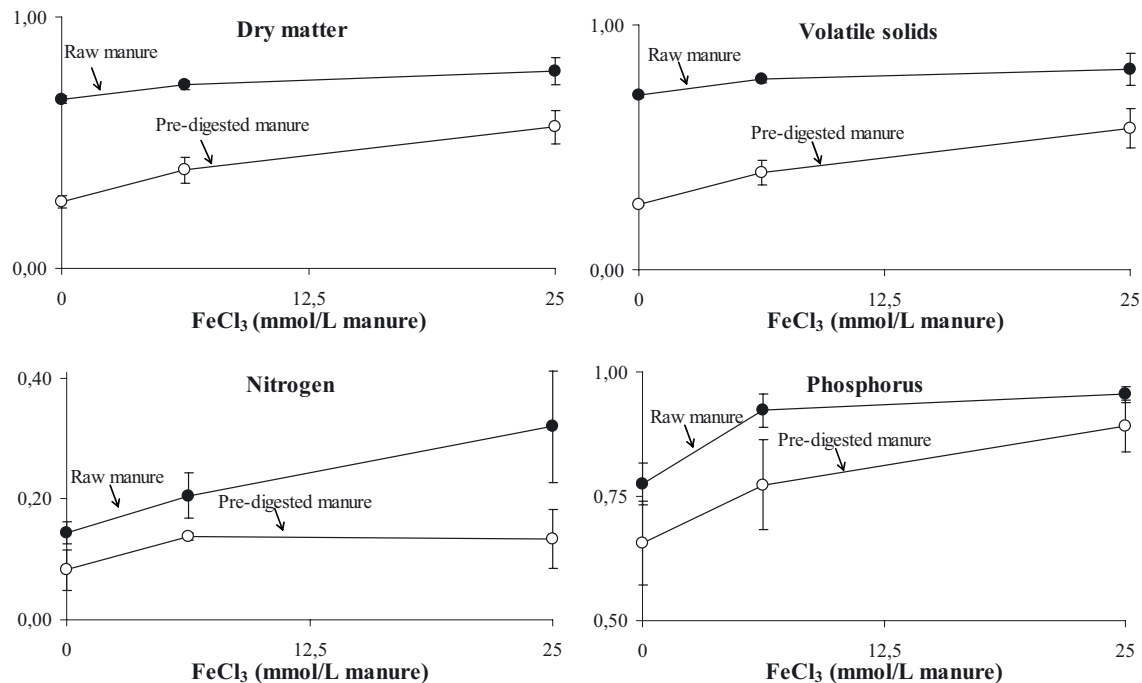 Dry matter
1,00
Raw manure
Pre-digested manure
0,00
0
12,5
25
FeCl₃ (mmol/L manure)
Volatile solids
1,00
Raw manure
Pre-digested manure
0,00
0
12,5
25
FeCl₃ (mmol/L manure)
Nitrogen
0,40
Raw manure
0,20
Pre-digested manure
0,00
0
12,5
25
FeCl₃ (mmol/L manure)
Phosphorus
1,00
Raw manure
Pre-digested manure
0,75
0,50
0
12,5
25
FeCl₃ (mmol/L manure)